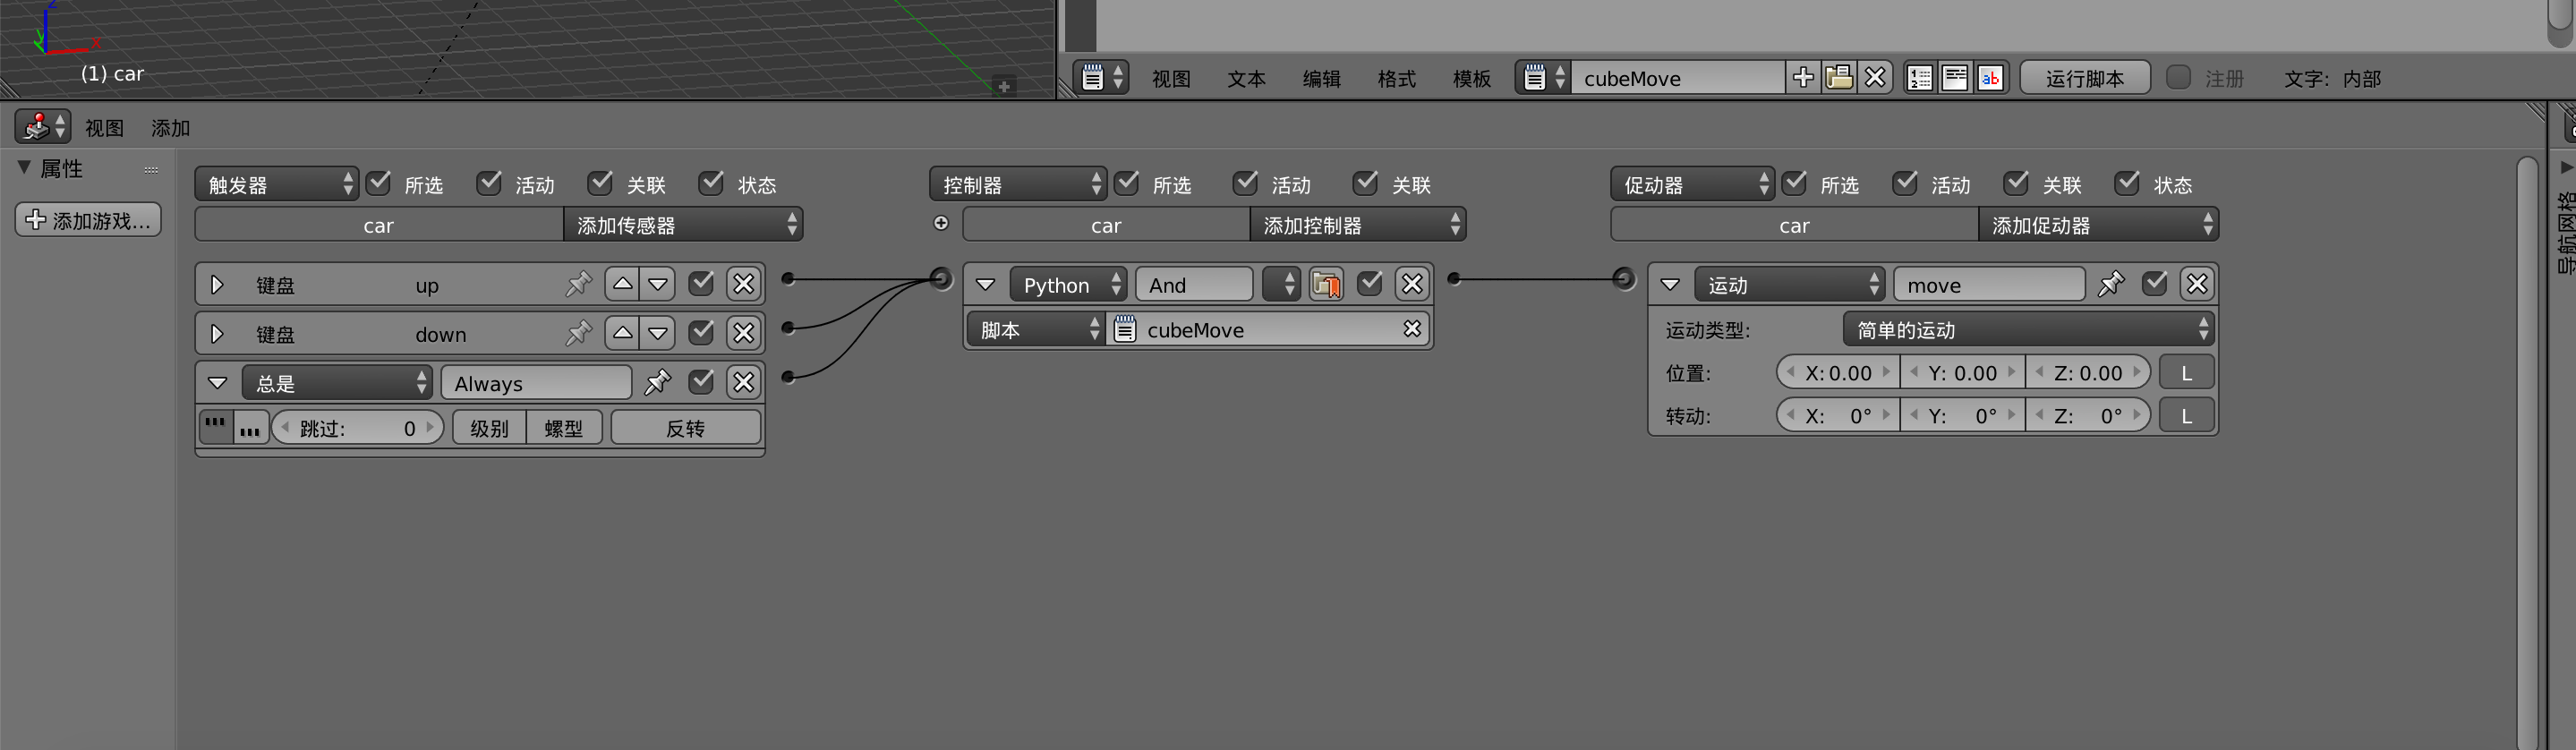 z
y
x
(1) car
视图 文本 编辑 格式 模板 cubeMove ab 运行脚本 注册 文字: 内部
视图 添加
属性
添加游戏...
触发器 所选 活动 关联 状态
控制器 所选 活动 关联
促动器 所选 活动 关联 状态
car 添加传感器
car 添加控制器
car 添加促动器
键盘 up
键盘 down
总是 Always
跳过: 0 级别 螺型 反转
Python And
脚本 cubeMove
运动 move
运动类型: 简单的运动
位置: X: 0.00 Y: 0.00 Z: 0.00 L
转动: X: 0° Y: 0° Z: 0° L
导航网格